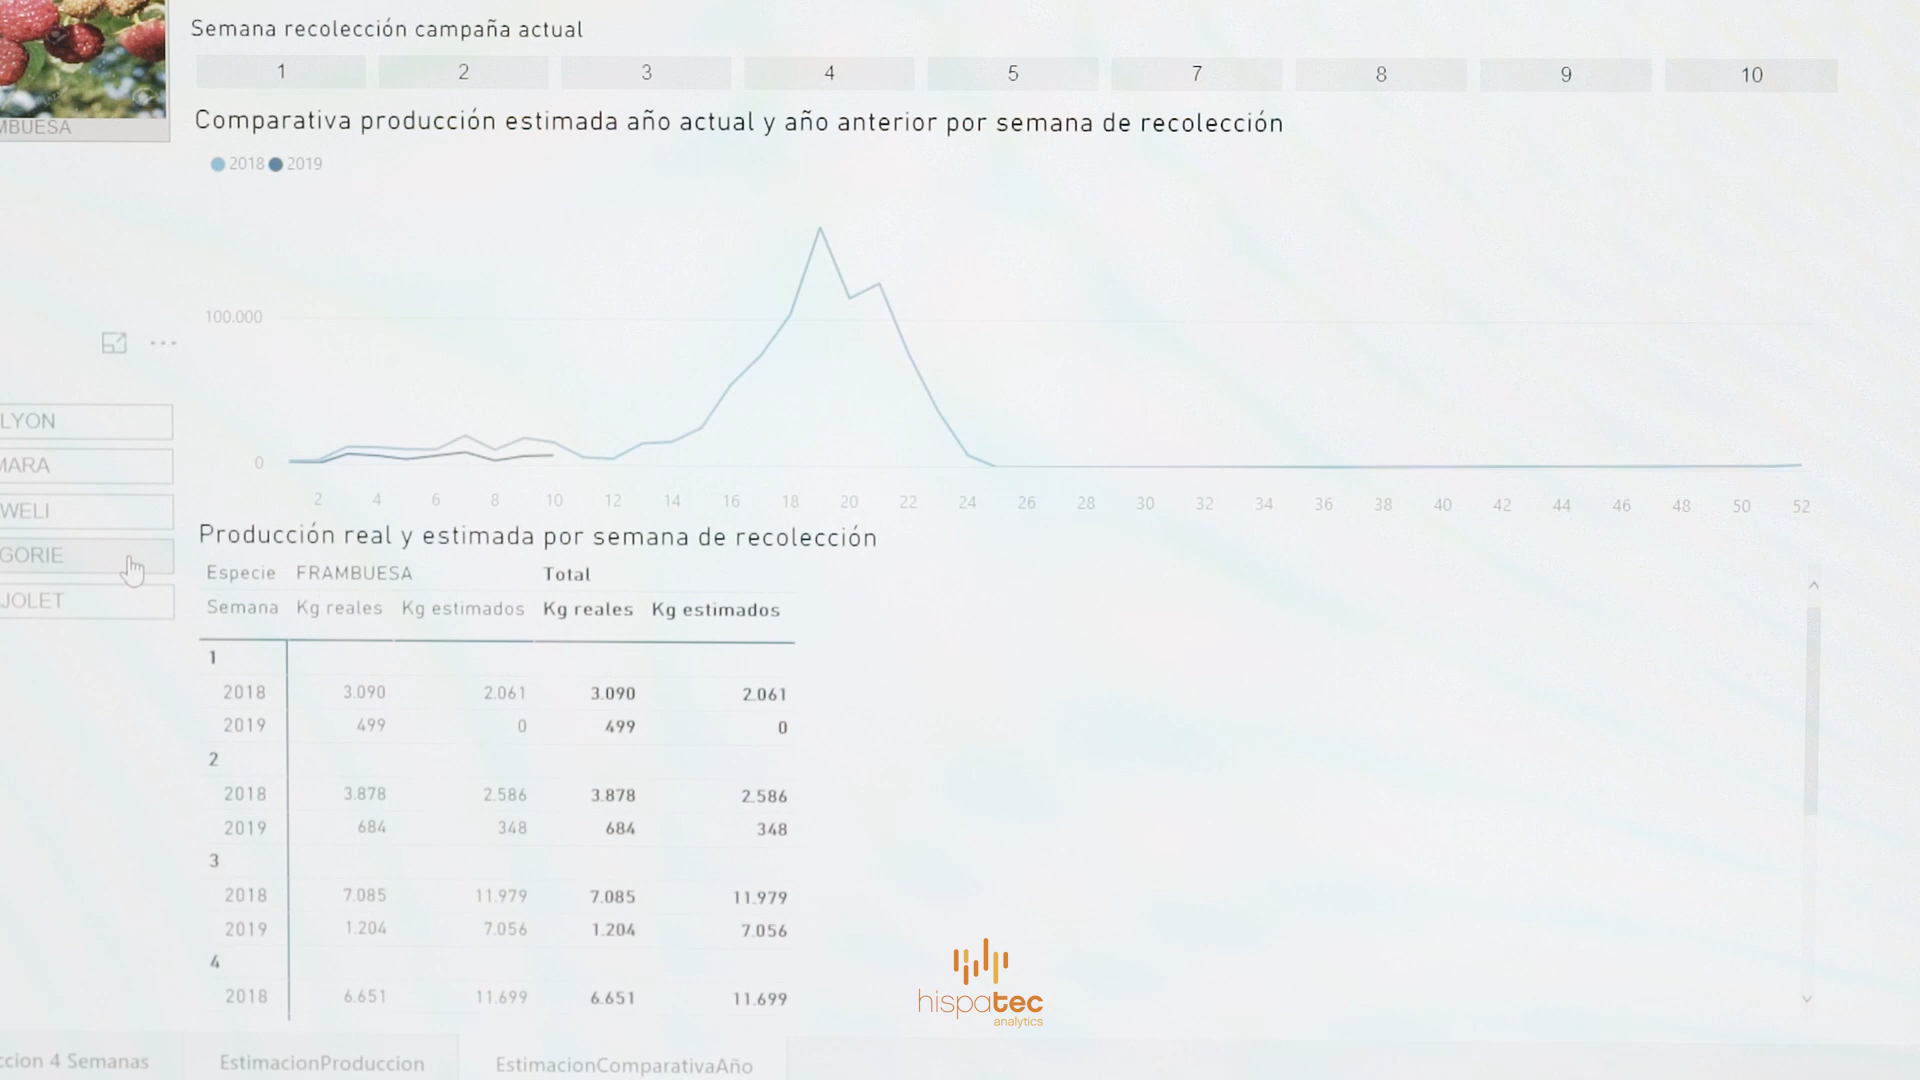 Semana recolección campaña actual
1 2 3 4 5 7 8 9 10
MBUESA
Comparativa producción estimada año actual y año anterior por semana de recolección
2018 2019
100.000
0
2 4 6 8 10 12 14 16 18 20 22 24 26 28 30 32 34 36 38 40 42 44 46 48 50 52
LYON
MARA
WELI
GORIE
JOLET
Producción real y estimada por semana de recolección
Especie FRAMBUESA Total
Semana Kg reales Kg estimados Kg reales Kg estimados
1
2018 3.090 2.061 3.090 2.061
2019 499 0 499 0
2
2018 3.878 2.586 3.878 2.586
2019 684 348 684 348
3
2018 7.085 11.979 7.085 11.979
2019 1.204 7.056 1.204 7.056
4
2018 6.651 11.699 6.651 11.699
hispatec
analytics
ccion 4 Semanas EstimacionProduccion EstimacionComparativaAño